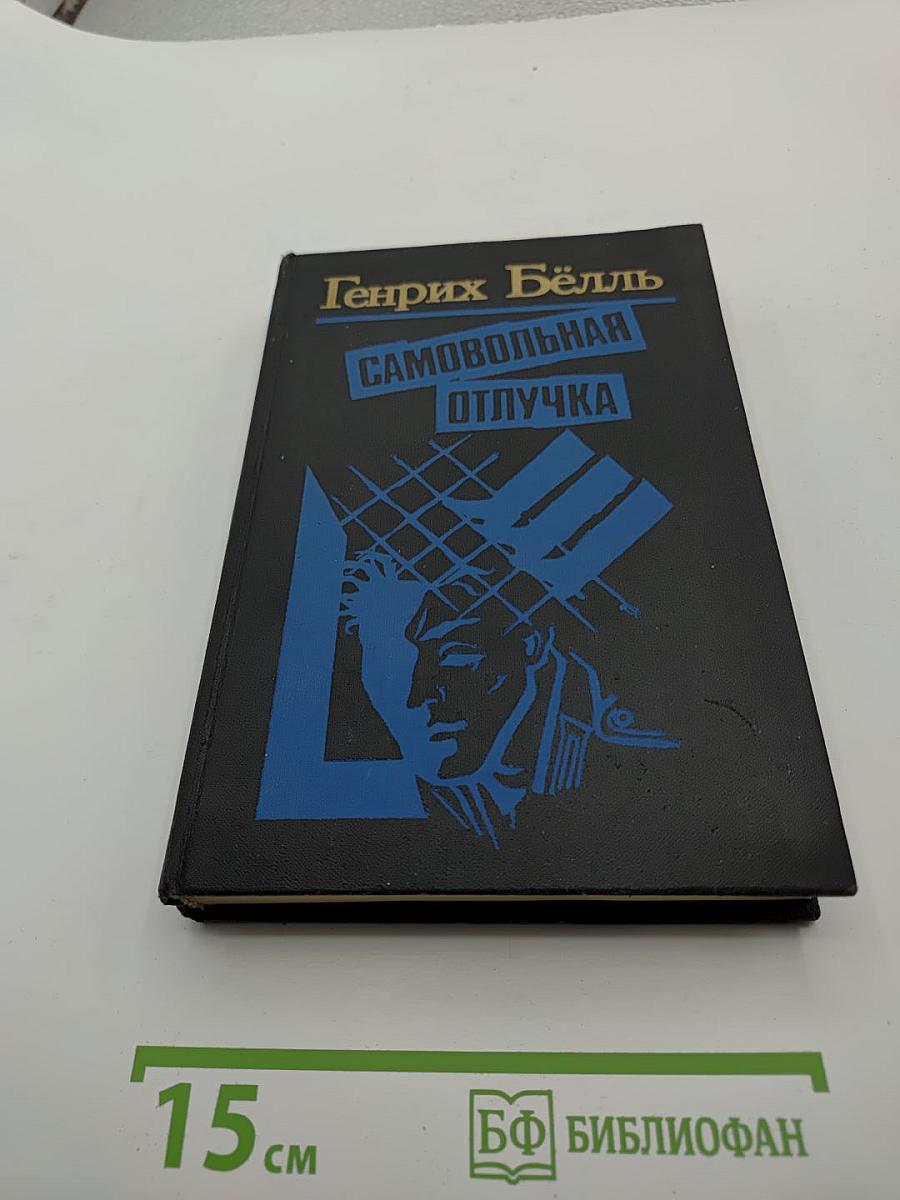 Генрих Бёлль
САМОВОЛЬНАЯ
ОТЛУЧКА
15 см
БФ БИБЛИОФАН